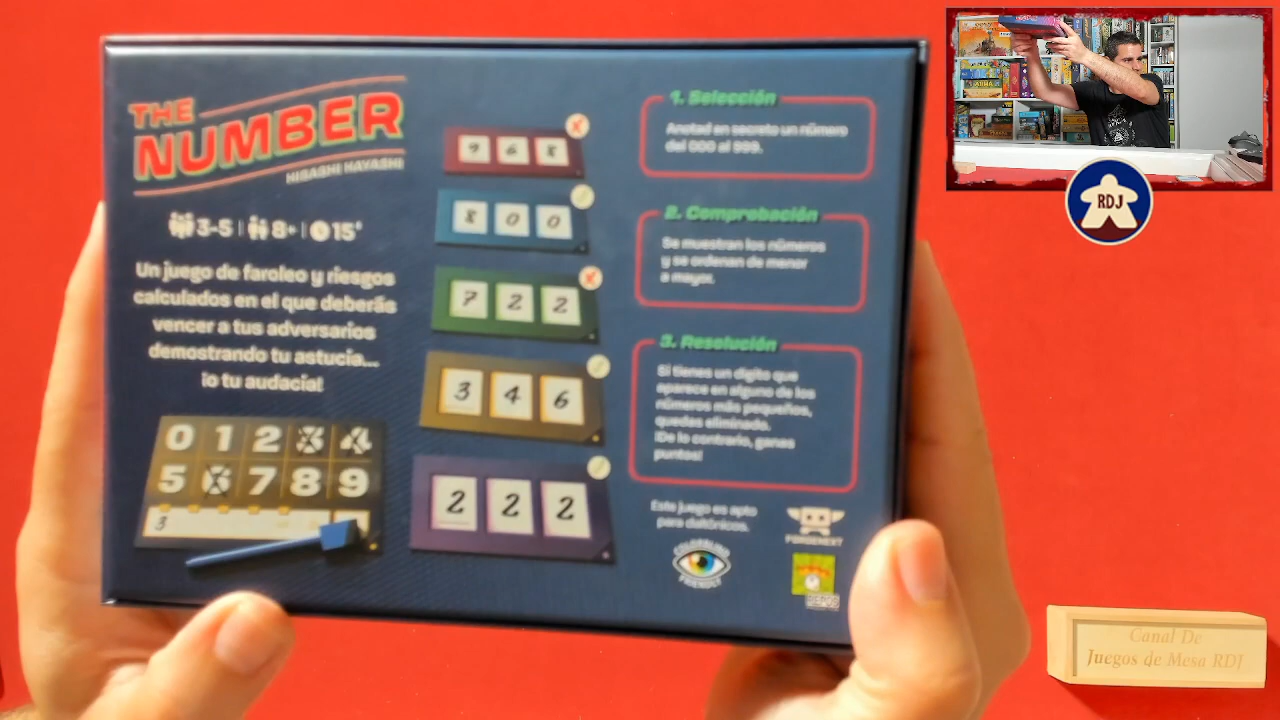 THE
NUMBER
HISASHI HAYASHI
3-5 | 8+ | 15'
Un juego de faroleo y riesgos
calculados en el que deberás
vencer a tus adversarios
demostrando tu astucia...
¡o tu audacia!
0 1 2 3 4
5 6 7 8 9
3
9 6 8
8 0 0
7 2 2
3 4 6
2 2 2
1. Selección
Anotad en secreto un número
del 000 al 999.
2. Comprobación
Se muestran los números
y se ordenan de menor
a mayor.
3. Resolución
Si tienes un dígito que
aparece en alguno de los
números más pequeños,
quedas eliminado.
¡De lo contrario, ganas
puntos!
Este juego es apto
para daltónicos.
COLORBLIND
FRIENDLY
REPOS
RDJ
Canal De
Juegos de Mesa RDJ